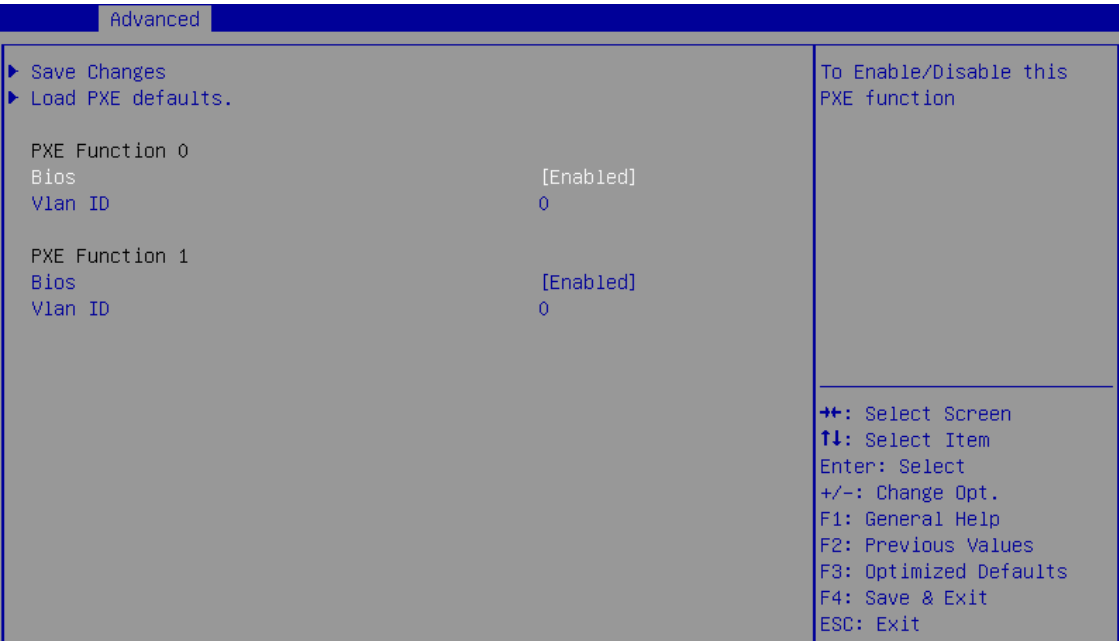 Advanced
Save Changes
Load PXE defaults.
PXE Function 0
Bios [Enabled]
Vlan ID 0
PXE Function 1
Bios [Enabled]
Vlan ID 0
To Enable/Disable this
PXE function
→←: Select Screen
↑↓: Select Item
Enter: Select
+/-: Change Opt.
F1: General Help
F2: Previous Values
F3: Optimized Defaults
F4: Save & Exit
ESC: Exit